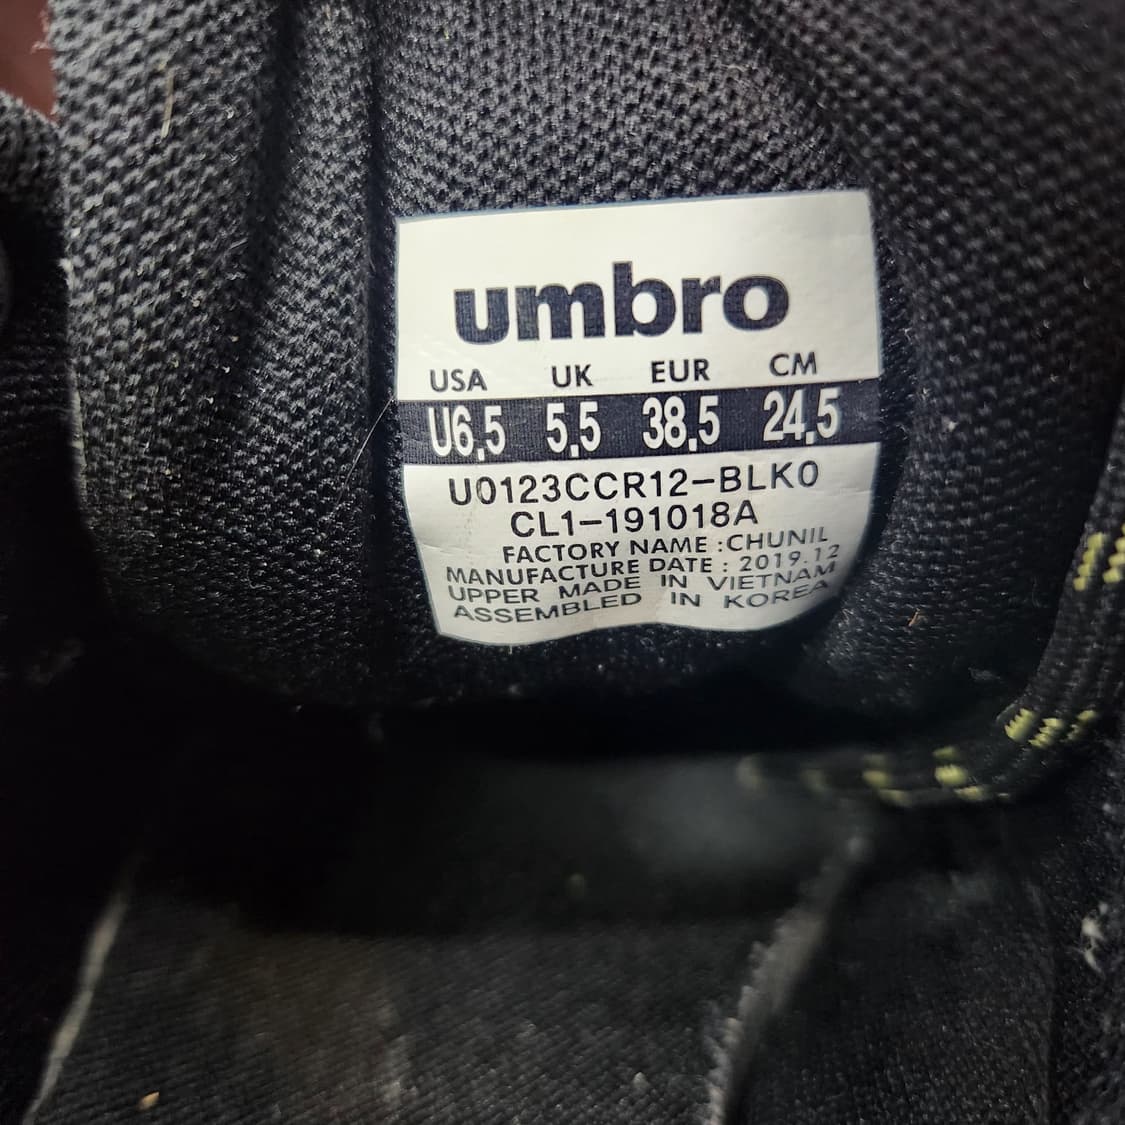 umbro
USA UK EUR CM
U6.5 5.5 38.5 24.5
U0123CCR12-BLK0
CL1-191018A
FACTORY NAME :CHUNIL
MANUFACTURE DATE : 2019.12
UPPER MADE IN VIETNAM
ASSEMBLED IN KOREA